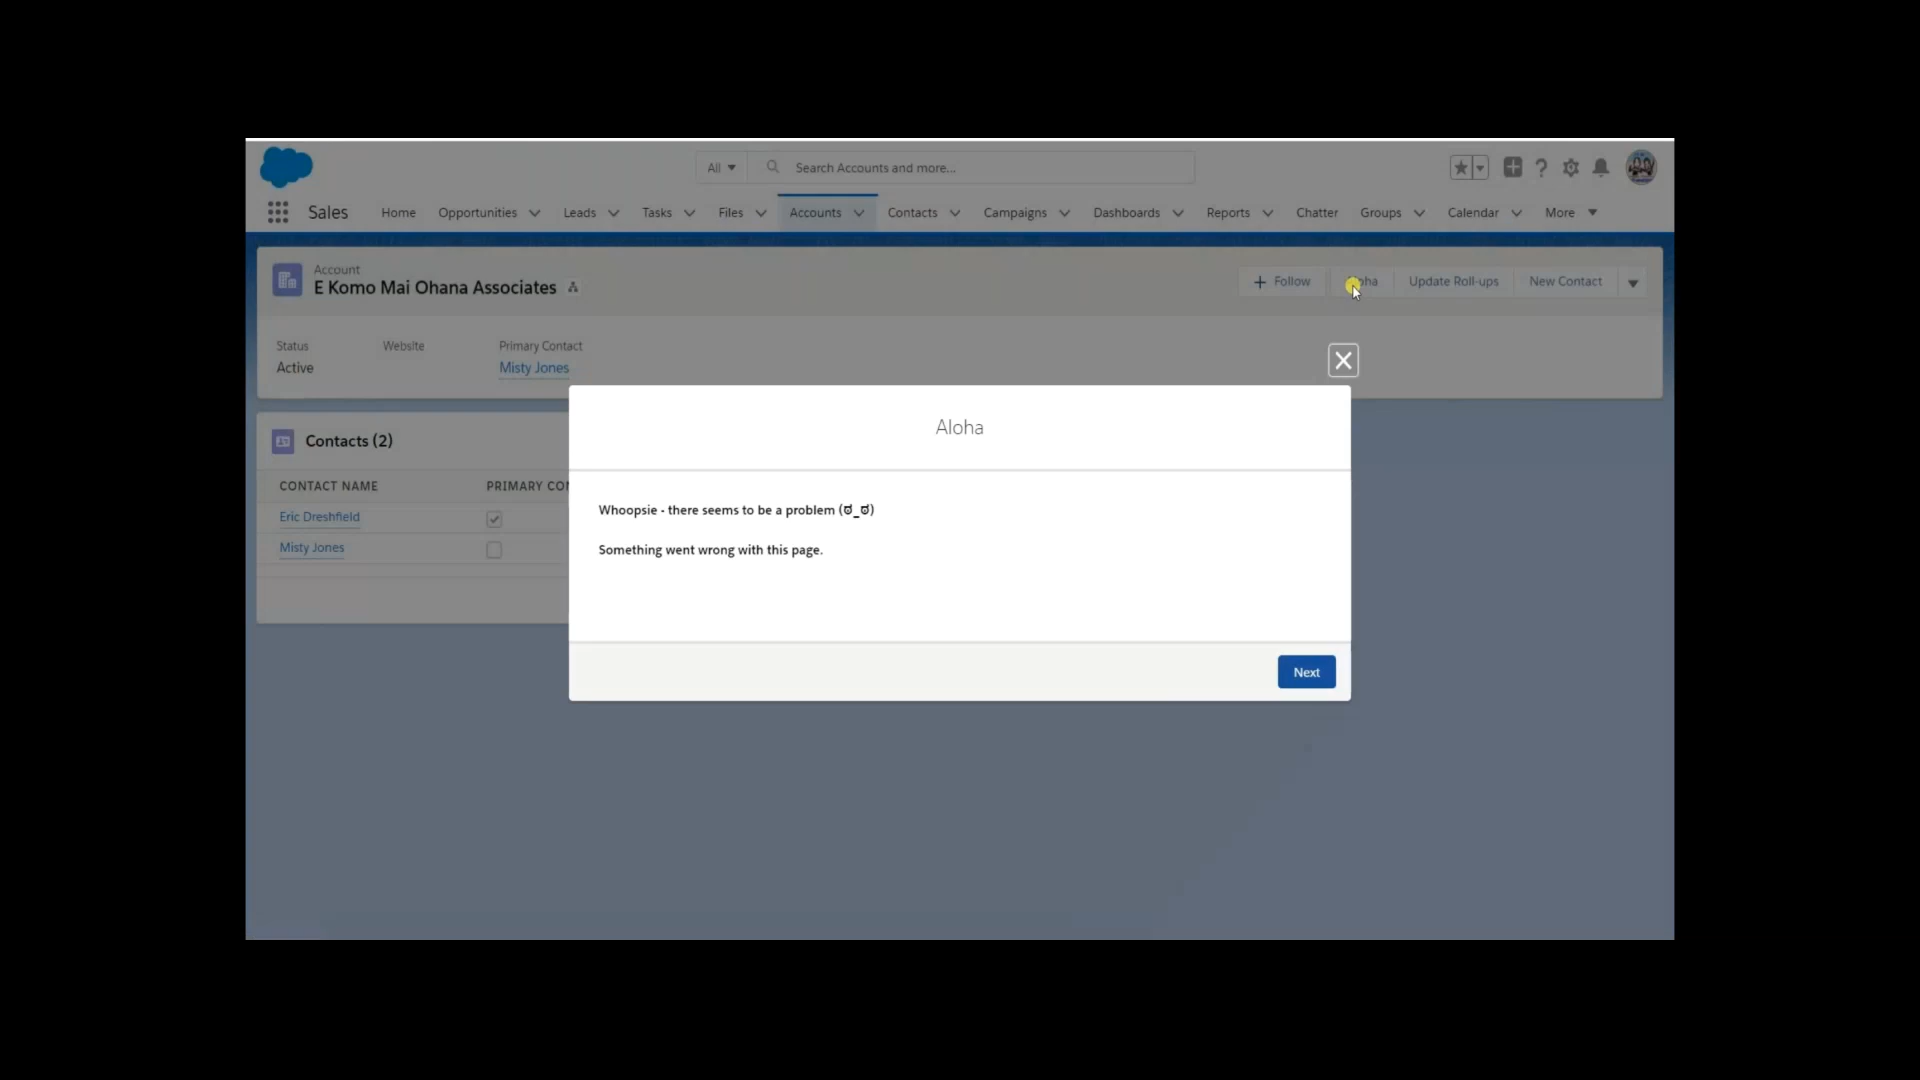 All
Search Accounts and more...
Sales
Home
Opportunities
Leads
Tasks
Files
Accounts
Contacts
Campaigns
Dashboards
Reports
Chatter
Groups
Calendar
More
Account
E Komo Mai Ohana Associates
Follow
Update Roll-ups
New Contact
Status
Website
Primary Contact
Active
Misty Jones
Aloha
Contacts (2)
CONTACT NAME
PRIMARY
Eric Dreshfield
Misty Jones
Whoopsie - there seems to be a problem (ಠ_ಠ)
Something went wrong with this page.
Next